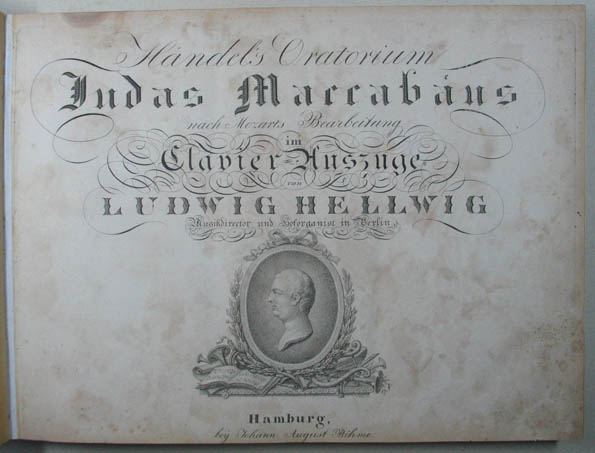 Händel's Oratorium
Judas Maccabäus
nach Mozarts Bearbeitung
im
Clavier-Auszuge
von
LUDWIG HELLWIG
Musikdirector und Hoforganist in Berlin.
Hamburg,
bey Johann August Böhme